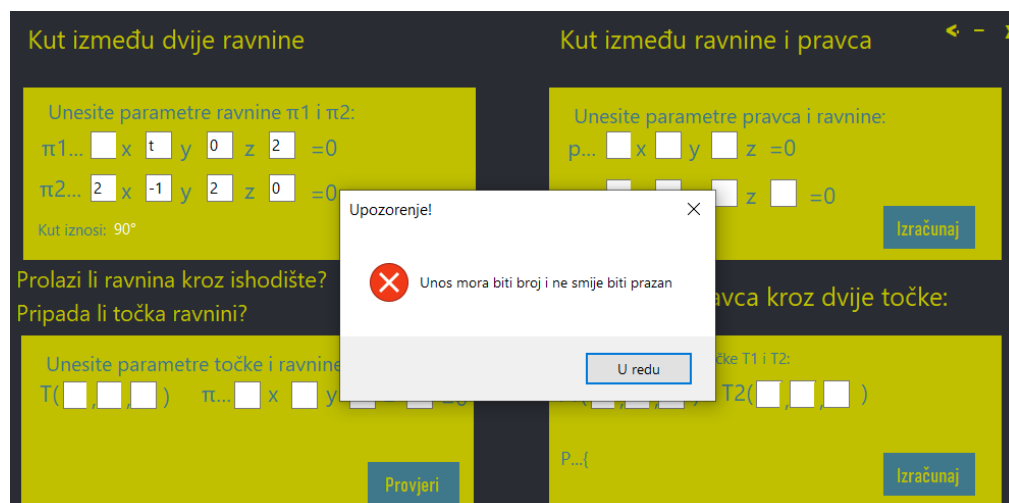 Kut između dvije ravnine
Unesite parametre ravnine π1 i π2:
π1... x t y 0 z 2 =0
π2... 2 x -1 y 2 z 0 =0
Kut iznosi: 90°
Prolazi li ravnina kroz ishodište?
Pripada li točka ravnini?
Unesite parametre točke i ravnine
T( , , ) π... x y =0
Provjeri
Kut između ravnine i pravca
< -
Unesite parametre pravca i ravnine:
p... x y z =0
z =0
Izračunaj
avca kroz dvije točke:
čke T1 i T2:
( , , ) T2( , , )
P...{
Izračunaj
Upozorenje!
Unos mora biti broj i ne smije biti prazan
U redu